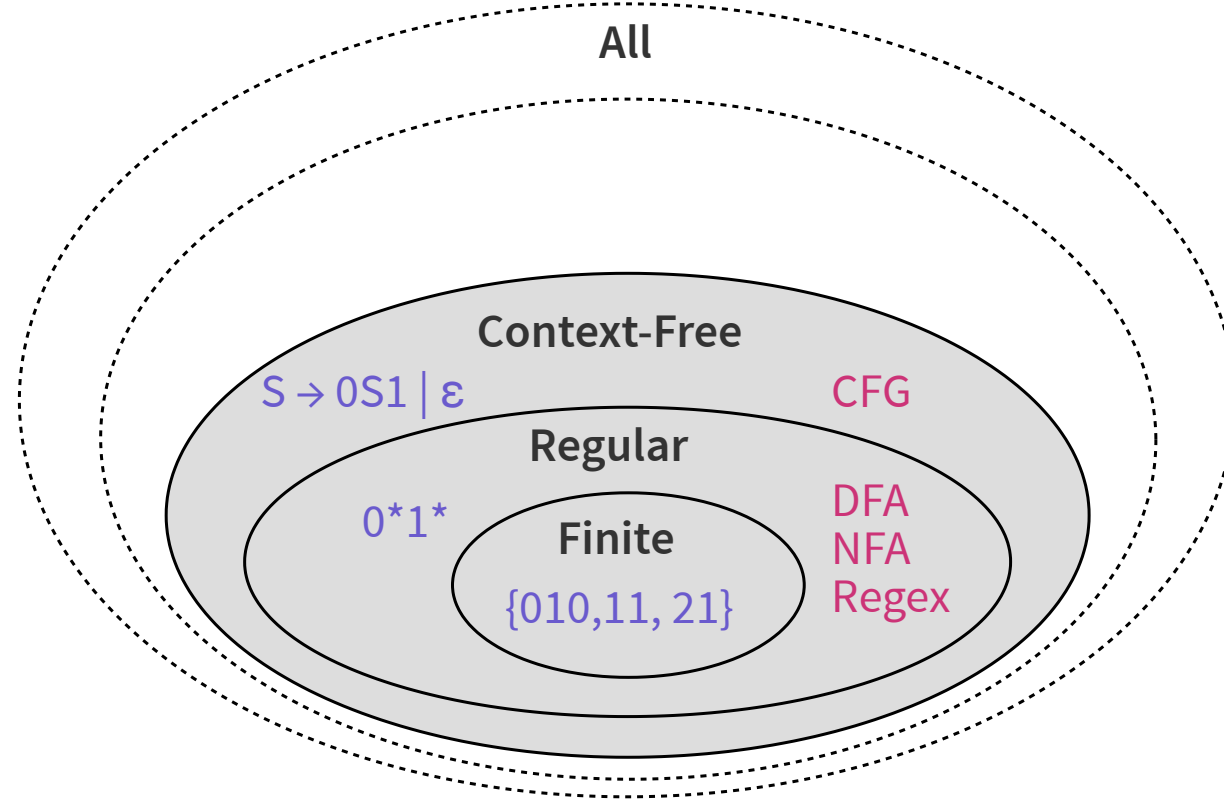 All
Context-Free
S → 0S1 | ε
CFG
Regular
0*1*
DFA
NFA
Regex
Finite
{010,11, 21}